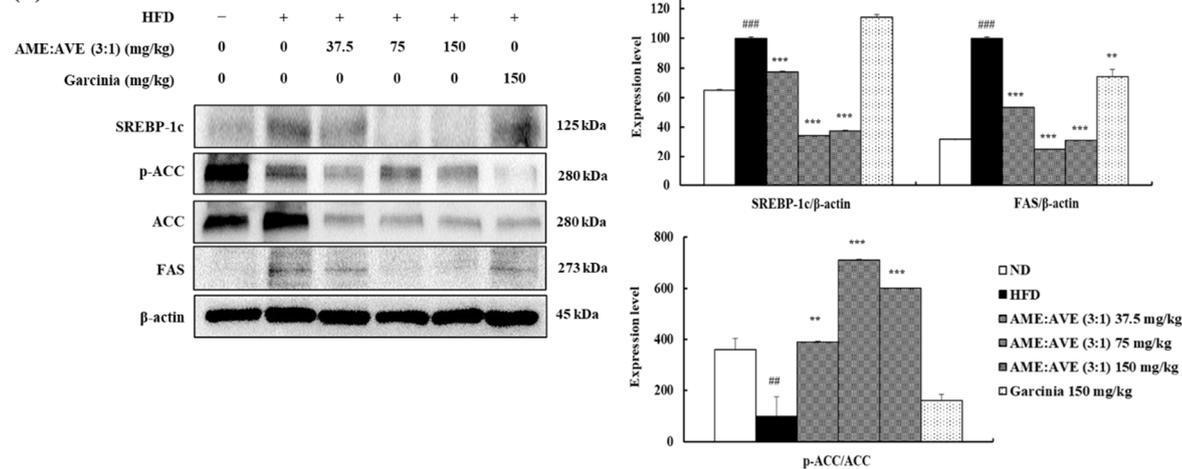 HFD − + + + + +
AME:AVE (3:1) (mg/kg) 0 0 37.5 75 150 0
Garcinia (mg/kg) 0 0 0 0 0 150
SREBP-1c 125 kDa
p-ACC 280 kDa
ACC 280 kDa
FAS 273 kDa
β-actin 45 kDa
Expression level
120
100
80
60
40
20
0
###
***
***
***
###
***
***
***
**
SREBP-1c/β-actin
FAS/β-actin
Expression level
800
600
400
200
0
##
**
***
***
p-ACC/ACC
ND
HFD
AME:AVE (3:1) 37.5 mg/kg
AME:AVE (3:1) 75 mg/kg
AME:AVE (3:1) 150 mg/kg
Garcinia 150 mg/kg